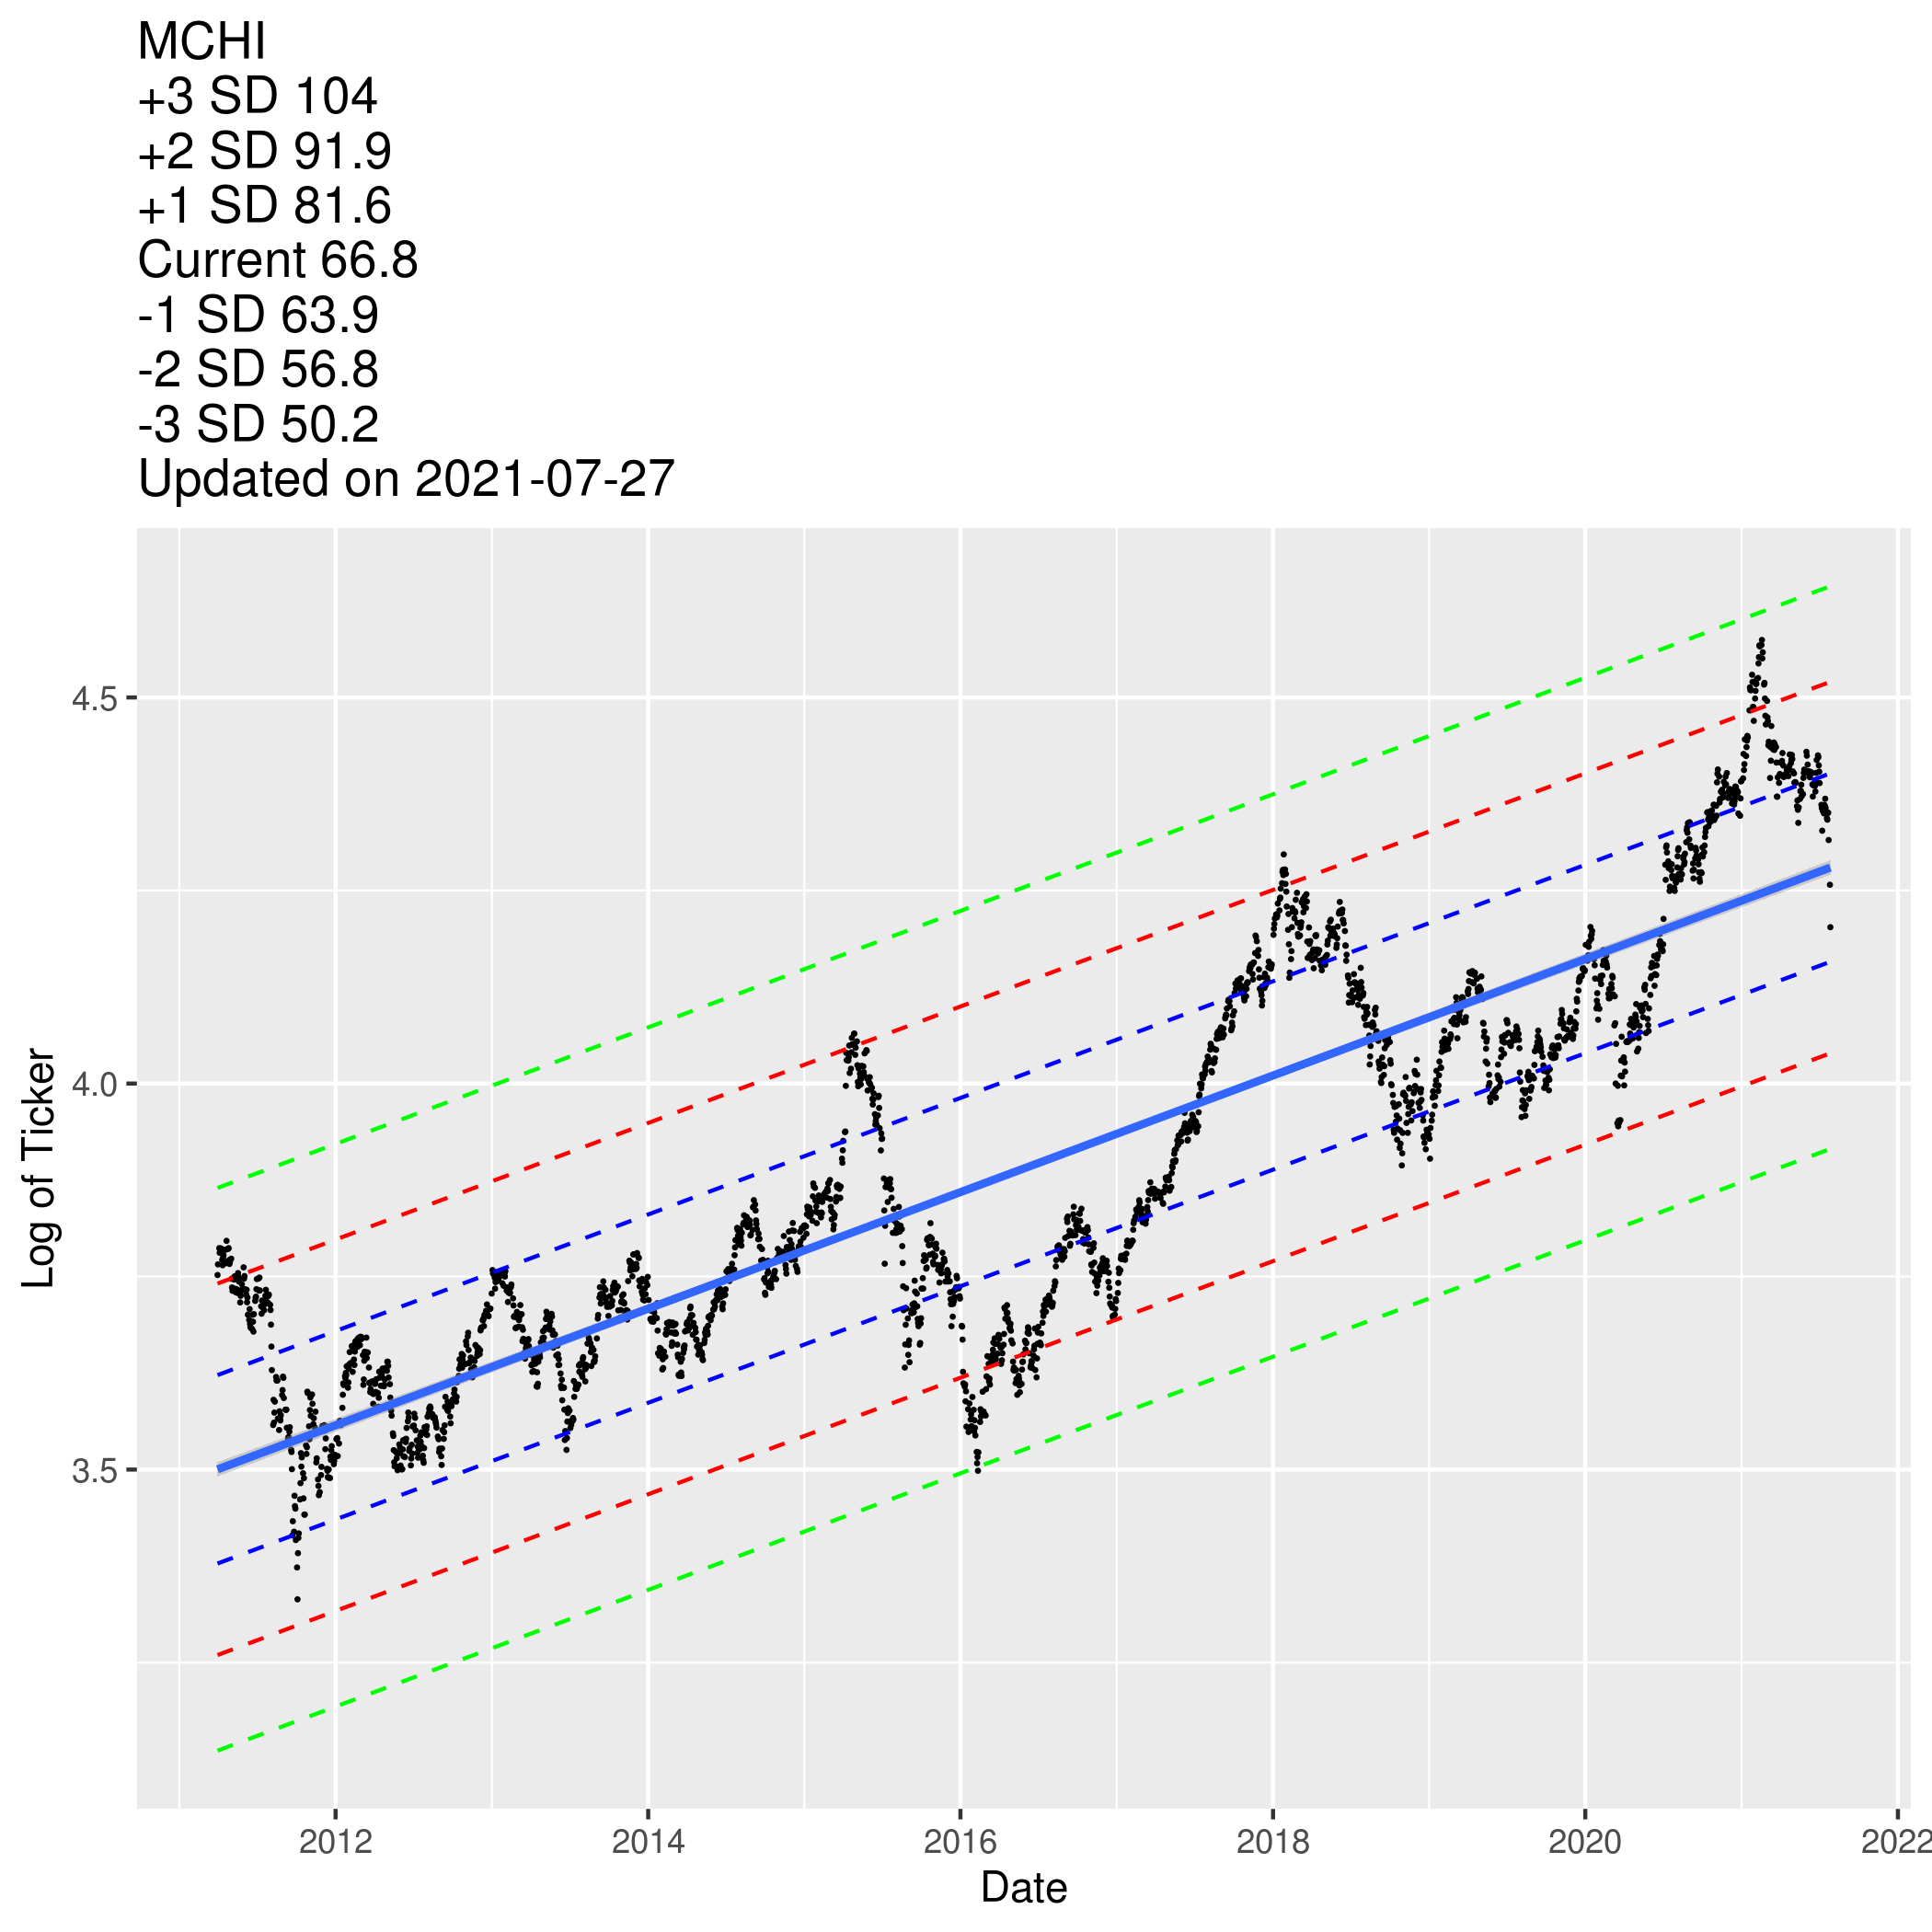 MCHI
+3 SD 104
+2 SD 91.9
+1 SD 81.6
Current 66.8
-1 SD 63.9
-2 SD 56.8
-3 SD 50.2
Updated on 2021-07-27
4.5
4.0
3.5
Log of Ticker
2012 2014 2016 2018 2020 2022
Date